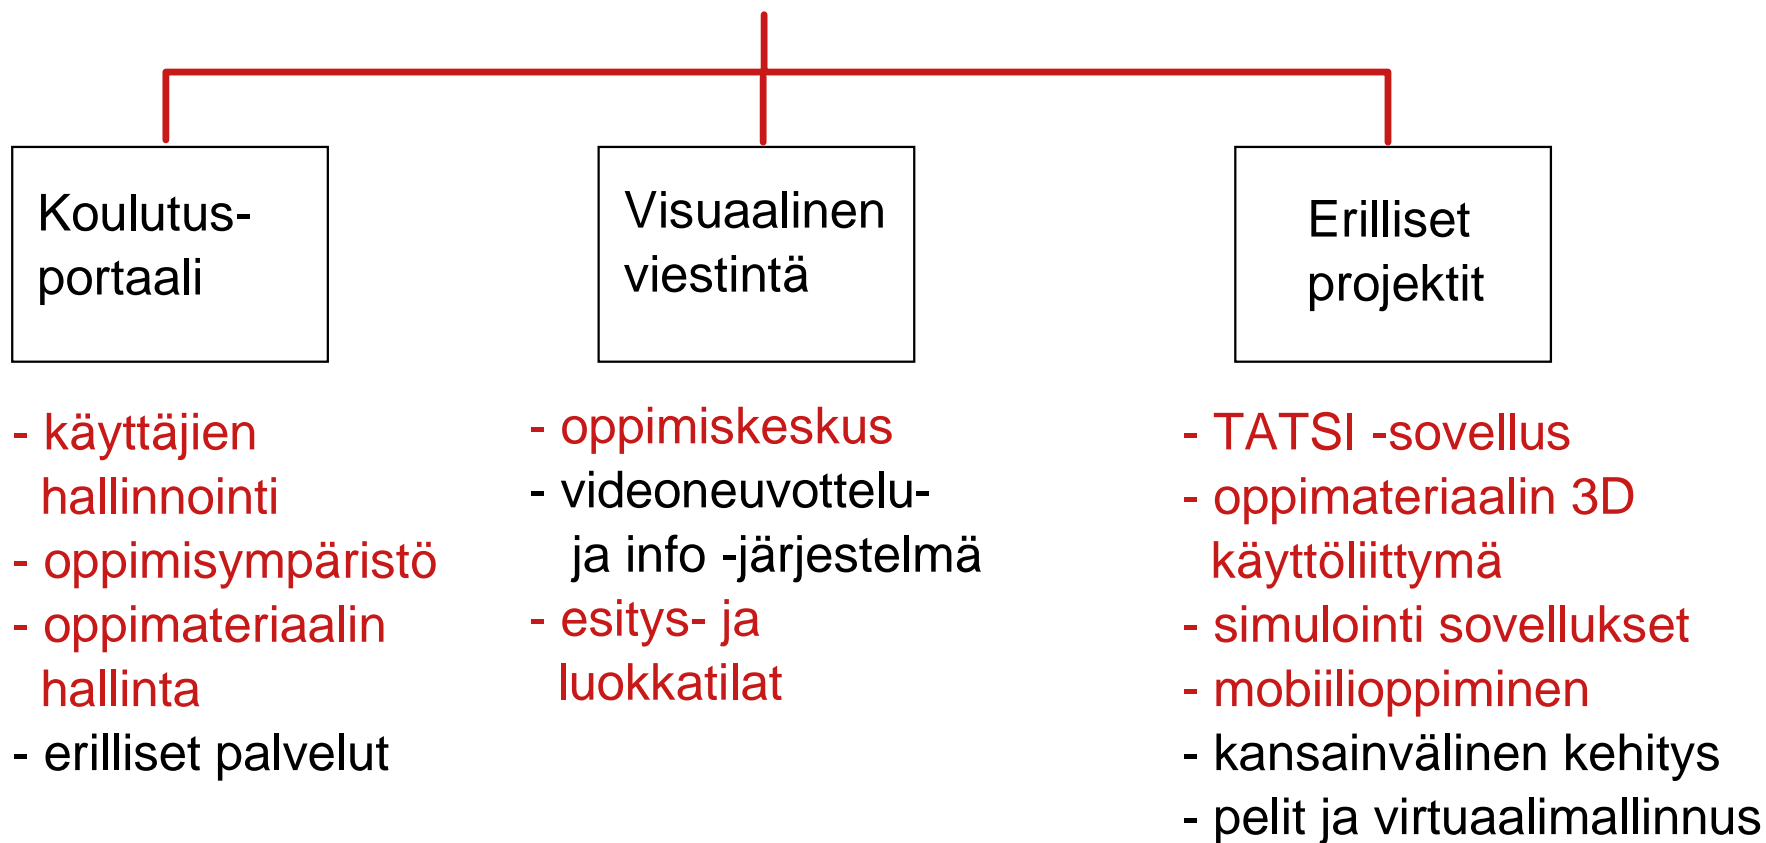 Koulutus-
portaali
- käyttäjien
hallinnointi
- oppimisympäristö
- oppimateriaalin
hallinta
- erilliset palvelut
Visuaalinen
viestintä
- oppimiskeskus
- videoneuvottelu-
ja info -järjestelmä
- esitys- ja
luokkatilat
Erilliset
projektit
- TATSI -sovellus
- oppimateriaalin 3D
käyttöliittymä
- simulointi sovellukset
- mobiilioppiminen
- kansainvälinen kehitys
- pelit ja virtuaalimallinnus